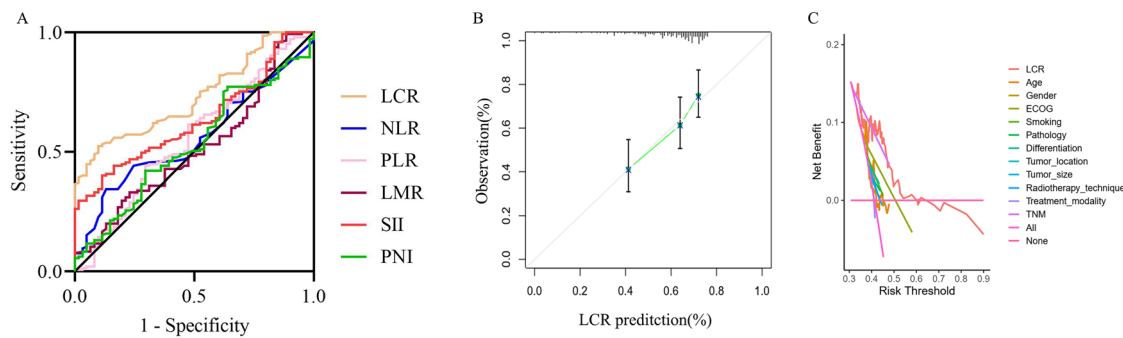 A
1.0
0.5
0.0
0.0
0.5
1.0
Sensitivity
1 - Specificity
LCR
NLR
PLR
LMR
SII
PNI
B
1.0
0.8
0.6
0.4
0.2
0.0
0.0
0.2
0.4
0.6
0.8
1.0
Observation(%)
LCR preditction(%)
C
0.2
0.1
0.0
0.3
0.4
0.5
0.6
0.7
0.8
0.9
Net Benefit
Risk Threshold
LCR
Age
Gender
ECOG
Smoking
Pathology
Differentiation
Tumor_location
Tumor_size
Radiotherapy_technique
Treatment_modality
TNM
All
None